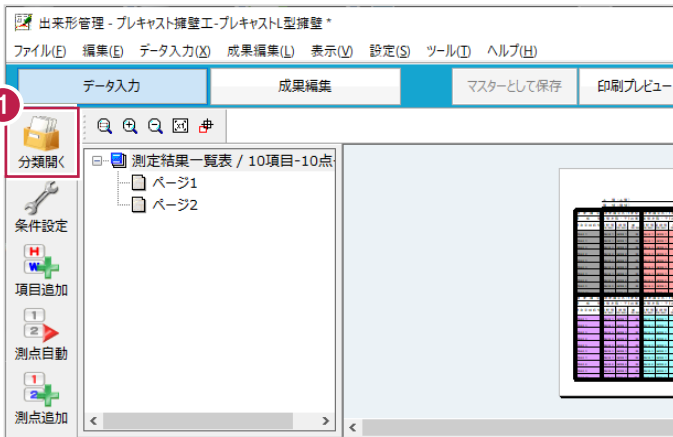 出来形管理 - プレキャスト擁壁工-プレキャストL型擁壁 *
ファイル(F) 編集(E) データ入力(X) 成果編集(L) 表示(V) 設定(S) ツール(T) ヘルプ(H)
データ入力 成果編集 マスターとして保存 印刷プレビュー
1
分類開く
測定結果一覧表 / 10項目-10点
ページ1
ページ2
条件設定
H
W
項目追加
1
2
測点自動
1
2
測点追加